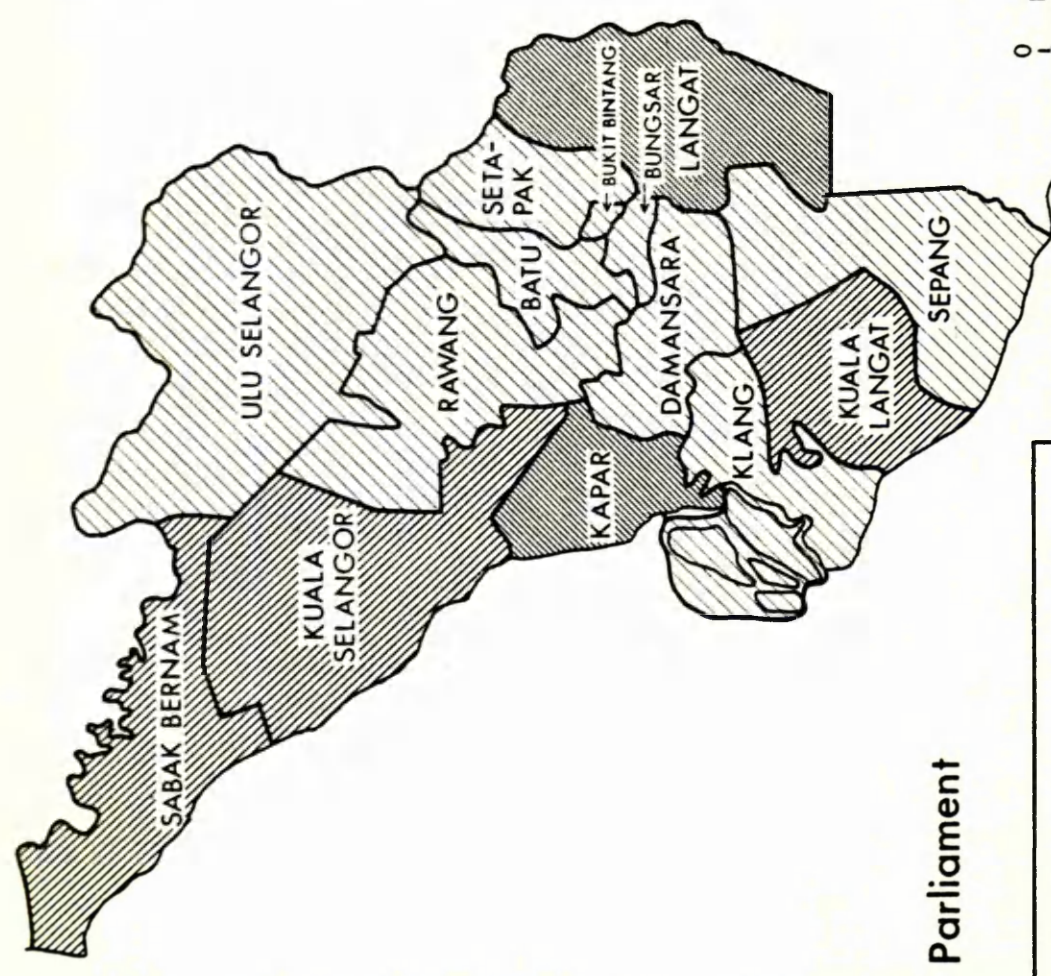 SABAK BERNAM
ULU SELANGOR
KUALA
SELANGOR
RAWANG
SETA-
PAK
BATU
BUKIT BINTANG
BUNGSAR
LANGAT
KAPAR
DAMANSARA
KLANG
KUALA
LANGAT
SEPANG
Parliament
0